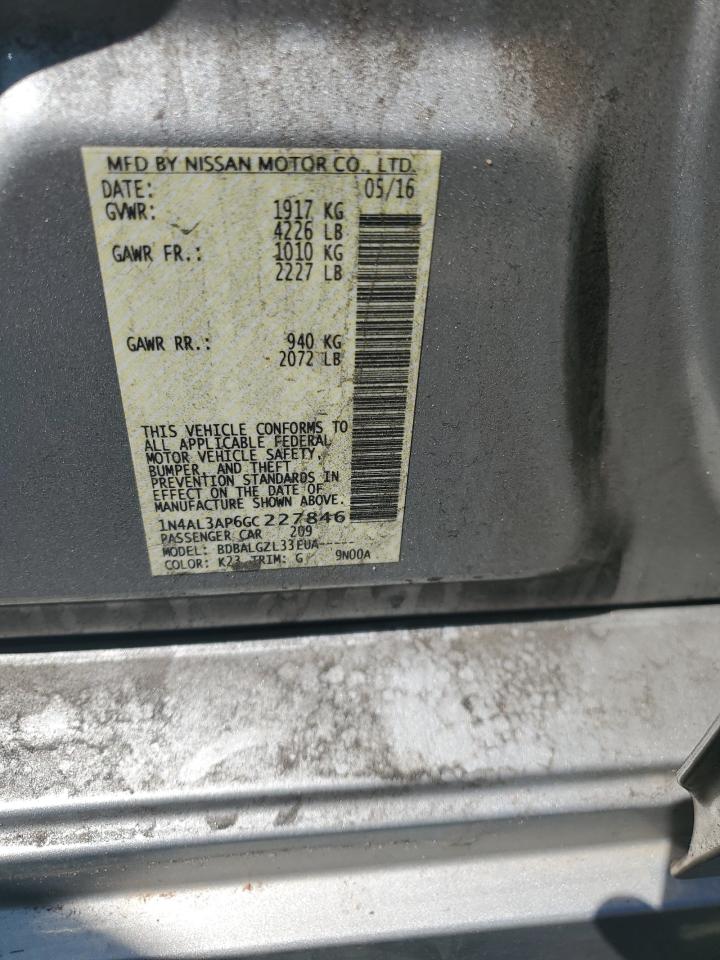 MFD BY NISSAN MOTOR CO., LTD.
DATE: 05/16
GVWR: 1917 KG
4226 LB
GAWR FR.: 1010 KG
2227 LB
GAWR RR.: 940 KG
2072 LB
THIS VEHICLE CONFORMS TO
ALL APPLICABLE FEDERAL
MOTOR VEHICLE SAFETY,
BUMPER, AND THEFT
PREVENTION STANDARDS IN
EFFECT ON THE DATE OF
MANUFACTURE SHOWN ABOVE.
1N4AL3AP6GC227846
PASSENGER CAR 209
MODEL: BDBALGZL33EUA-----
COLOR: K23 TRIM: G 9N00A